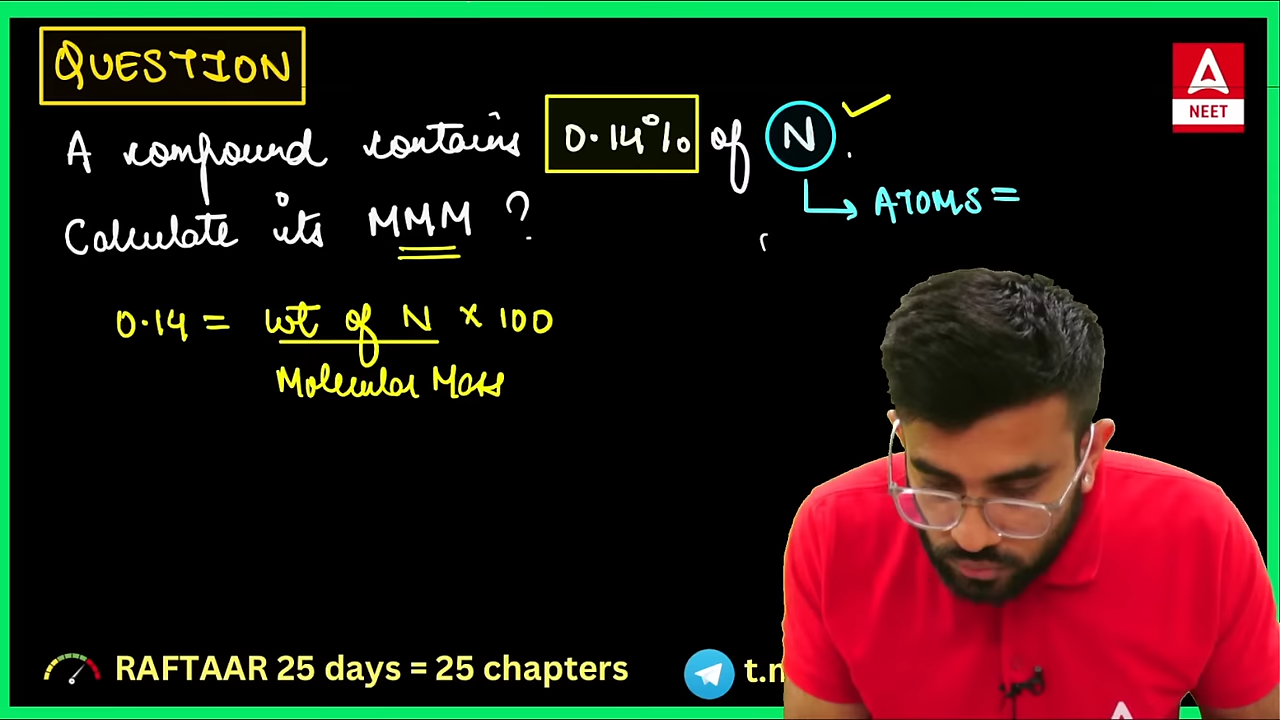 QUESTION
NEET
A compound contains 0.14% of N.
ATOMS =
Calculate its MMM ?
0.14 = wt of N × 100
Molecular Mass
RAFTAAR 25 days = 25 chapters